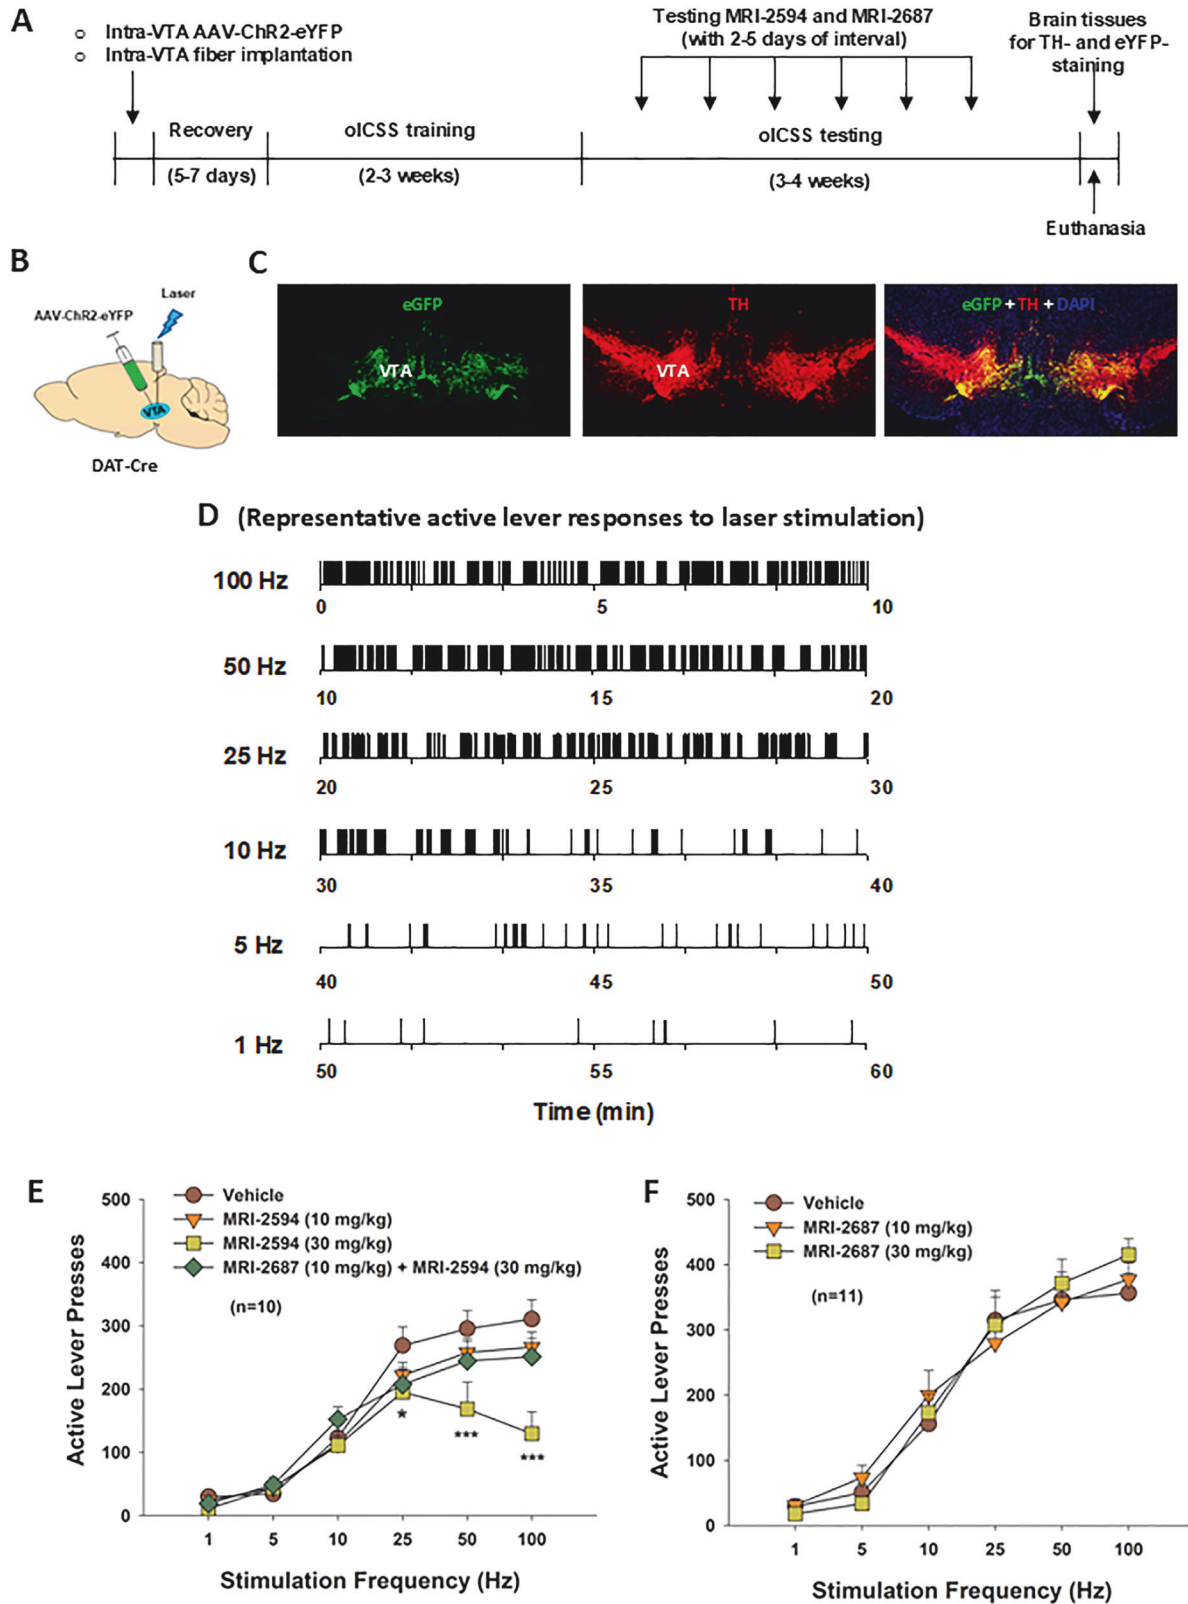 A
o Intra-VTA AAV-ChR2-eYFP
o Intra-VTA fiber implantation
Testing MRI-2594 and MRI-2687
(with 2-5 days of interval)
Brain tissues
for TH- and eYFP-
staining
Recovery
oICSS training
oICSS testing
(5-7 days)
(2-3 weeks)
(3-4 weeks)
Euthanasia
B
Laser
AAV-ChR2-eYFP
VTA
DAT-Cre
C
eGFP
VTA
TH
VTA
eGFP + TH + DAPI
D (Representative active lever responses to laser stimulation)
100 Hz
0 5 10
50 Hz
10 15 20
25 Hz
20 25 30
10 Hz
30 35 40
5 Hz
40 45 50
1 Hz
50 55 60
Time (min)
E
Vehicle
MRI-2594 (10 mg/kg)
MRI-2594 (30 mg/kg)
MRI-2687 (10 mg/kg) + MRI-2594 (30 mg/kg)
(n=10)
Active Lever Presses
500
400
300
200
100
0
*
***
***
1 5 10 25 50 100
Stimulation Frequency (Hz)
F
Vehicle
MRI-2687 (10 mg/kg)
MRI-2687 (30 mg/kg)
(n=11)
Active Lever Presses
500
400
300
200
100
0
1 5 10 25 50 100
Stimulation Frequency (Hz)